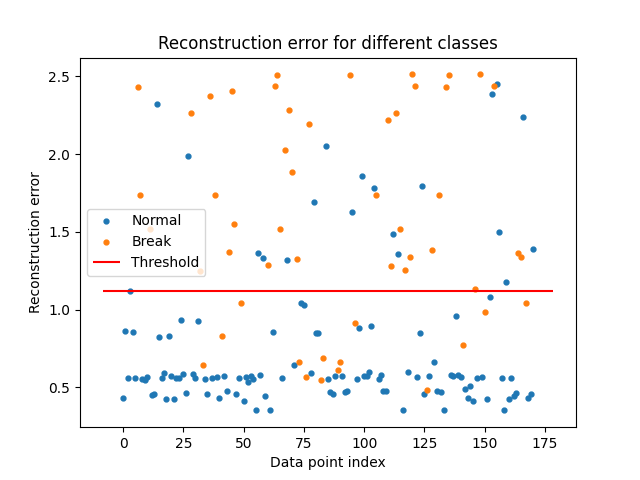 Reconstruction error for different classes
Reconstruction error
2.5
2.0
1.5
1.0
0.5
Normal
Break
Threshold
0
25
50
75
100
125
150
175
Data point index